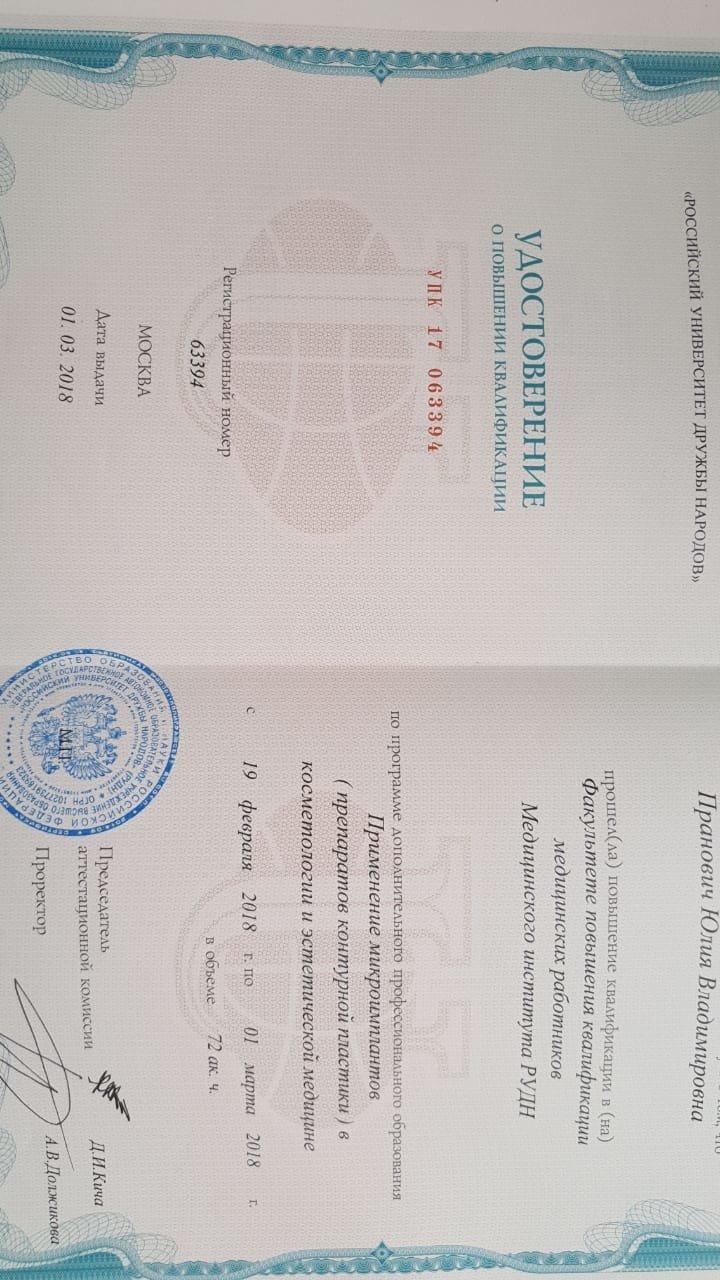 «РОССИЙСКИЙ УНИВЕРСИТЕТ ДРУЖБЫ НАРОДОВ»
УДОСТОВЕРЕНИЕ
О ПОВЫШЕНИИ КВАЛИФИКАЦИИ
УПК 17 063394
Регистрационный номер
63394
МОСКВА
Дата выдачи
01. 03. 2018
Пранович Юлия Владимировна
прошел(ла) повышение квалификации в (на)
Факультете повышения квалификации
медицинских работников
Медицинского института РУДН
по программе дополнительного профессионального образования
Применение микроимплантов
( препаратов контурной пластики ) в
косметологии и эстетической медицине
с 19 февраля 2018 г. по 01 марта 2018 г.
в объеме 72 ак. ч.
М.П.
Председатель
аттестационной комиссии Д.И.Кича
Проректор А.В.Должикова